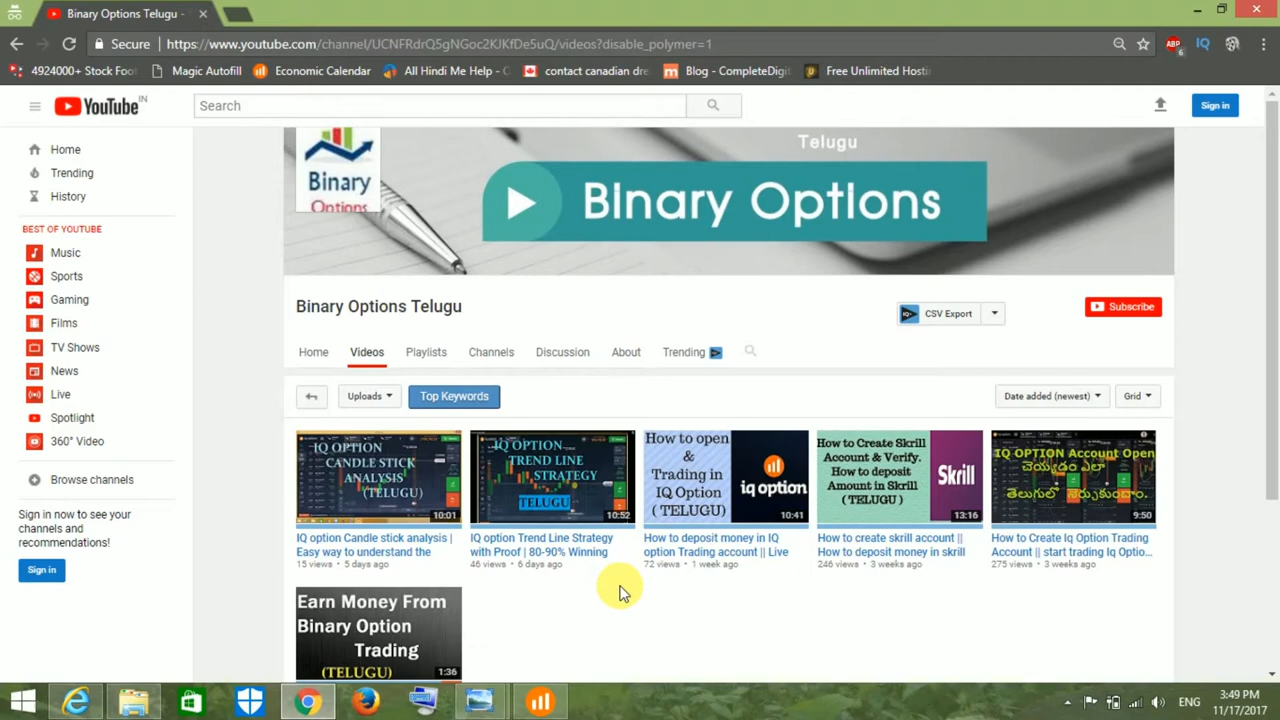 Binary Options Telugu -
Secure
https://www.youtube.com/channel/UCNFRdrQ5gNGoc2KJKfDe5uQ/videos?disable_polymer=1
ABP
6
IQ
4924000+ Stock Foot
Magic Autofill
Economic Calendar
All Hindi Me Help - C
contact canadian dre
Blog - CompleteDigit
Free Unlimited Hosti
YouTube IN
Search
Sign in
Home
Trending
History
BEST OF YOUTUBE
Music
Sports
Gaming
Films
TV Shows
News
Live
Spotlight
360° Video
Browse channels
Sign in now to see your
channels and
recommendations!
Sign in
Telugu
Binary
Options
BInary OptIons
Binary Options Telugu
CSV Export
Subscribe
Home
Videos
Playlists
Channels
Discussion
About
Trending
Uploads
Top Keywords
Date added (newest)
Grid
IQ OPTION
CANDLE STICK
ANALYSIS
(TELUGU)
10:01
IQ option Candle stick analysis |
Easy way to understand the
15 views • 5 days ago
IQ OPTION
TREND LINE
STRATEGY
TELUGU
10:52
IQ option Trend Line Strategy
with Proof | 80-90% Winning
46 views • 6 days ago
How to open
&
Trading in
IQ Option
( TELUGU)
iq option
10:41
How to deposit money in IQ
option Trading account || Live
72 views • 1 week ago
How to Create Skrill
Account & Verify.
How to deposit
Amount in Skrill
( TELUGU )
Skrill
13:16
How to create skrill account ||
How to deposit money in skrill
246 views • 3 weeks ago
IQ OPTION Account Open
చెయ్యడం ఎలా
తెలుగులో నేర్చుకుందాం.
9:50
How to Create Iq Option Trading
Account || start trading Iq Optio...
275 views • 3 weeks ago
Earn Money From
Binary Option
Trading
(TELUGU)
1:36
ENG
3:49 PM
11/17/2017